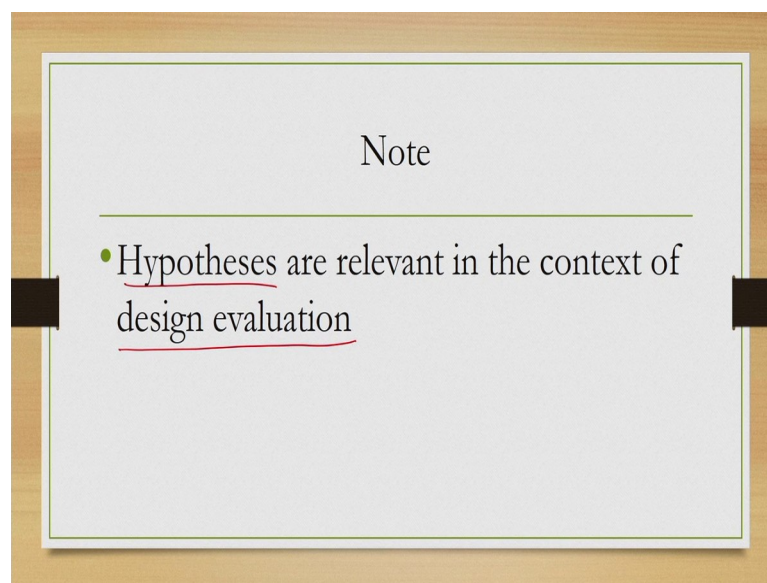 Note
•Hypotheses are relevant in the context of
design evaluation